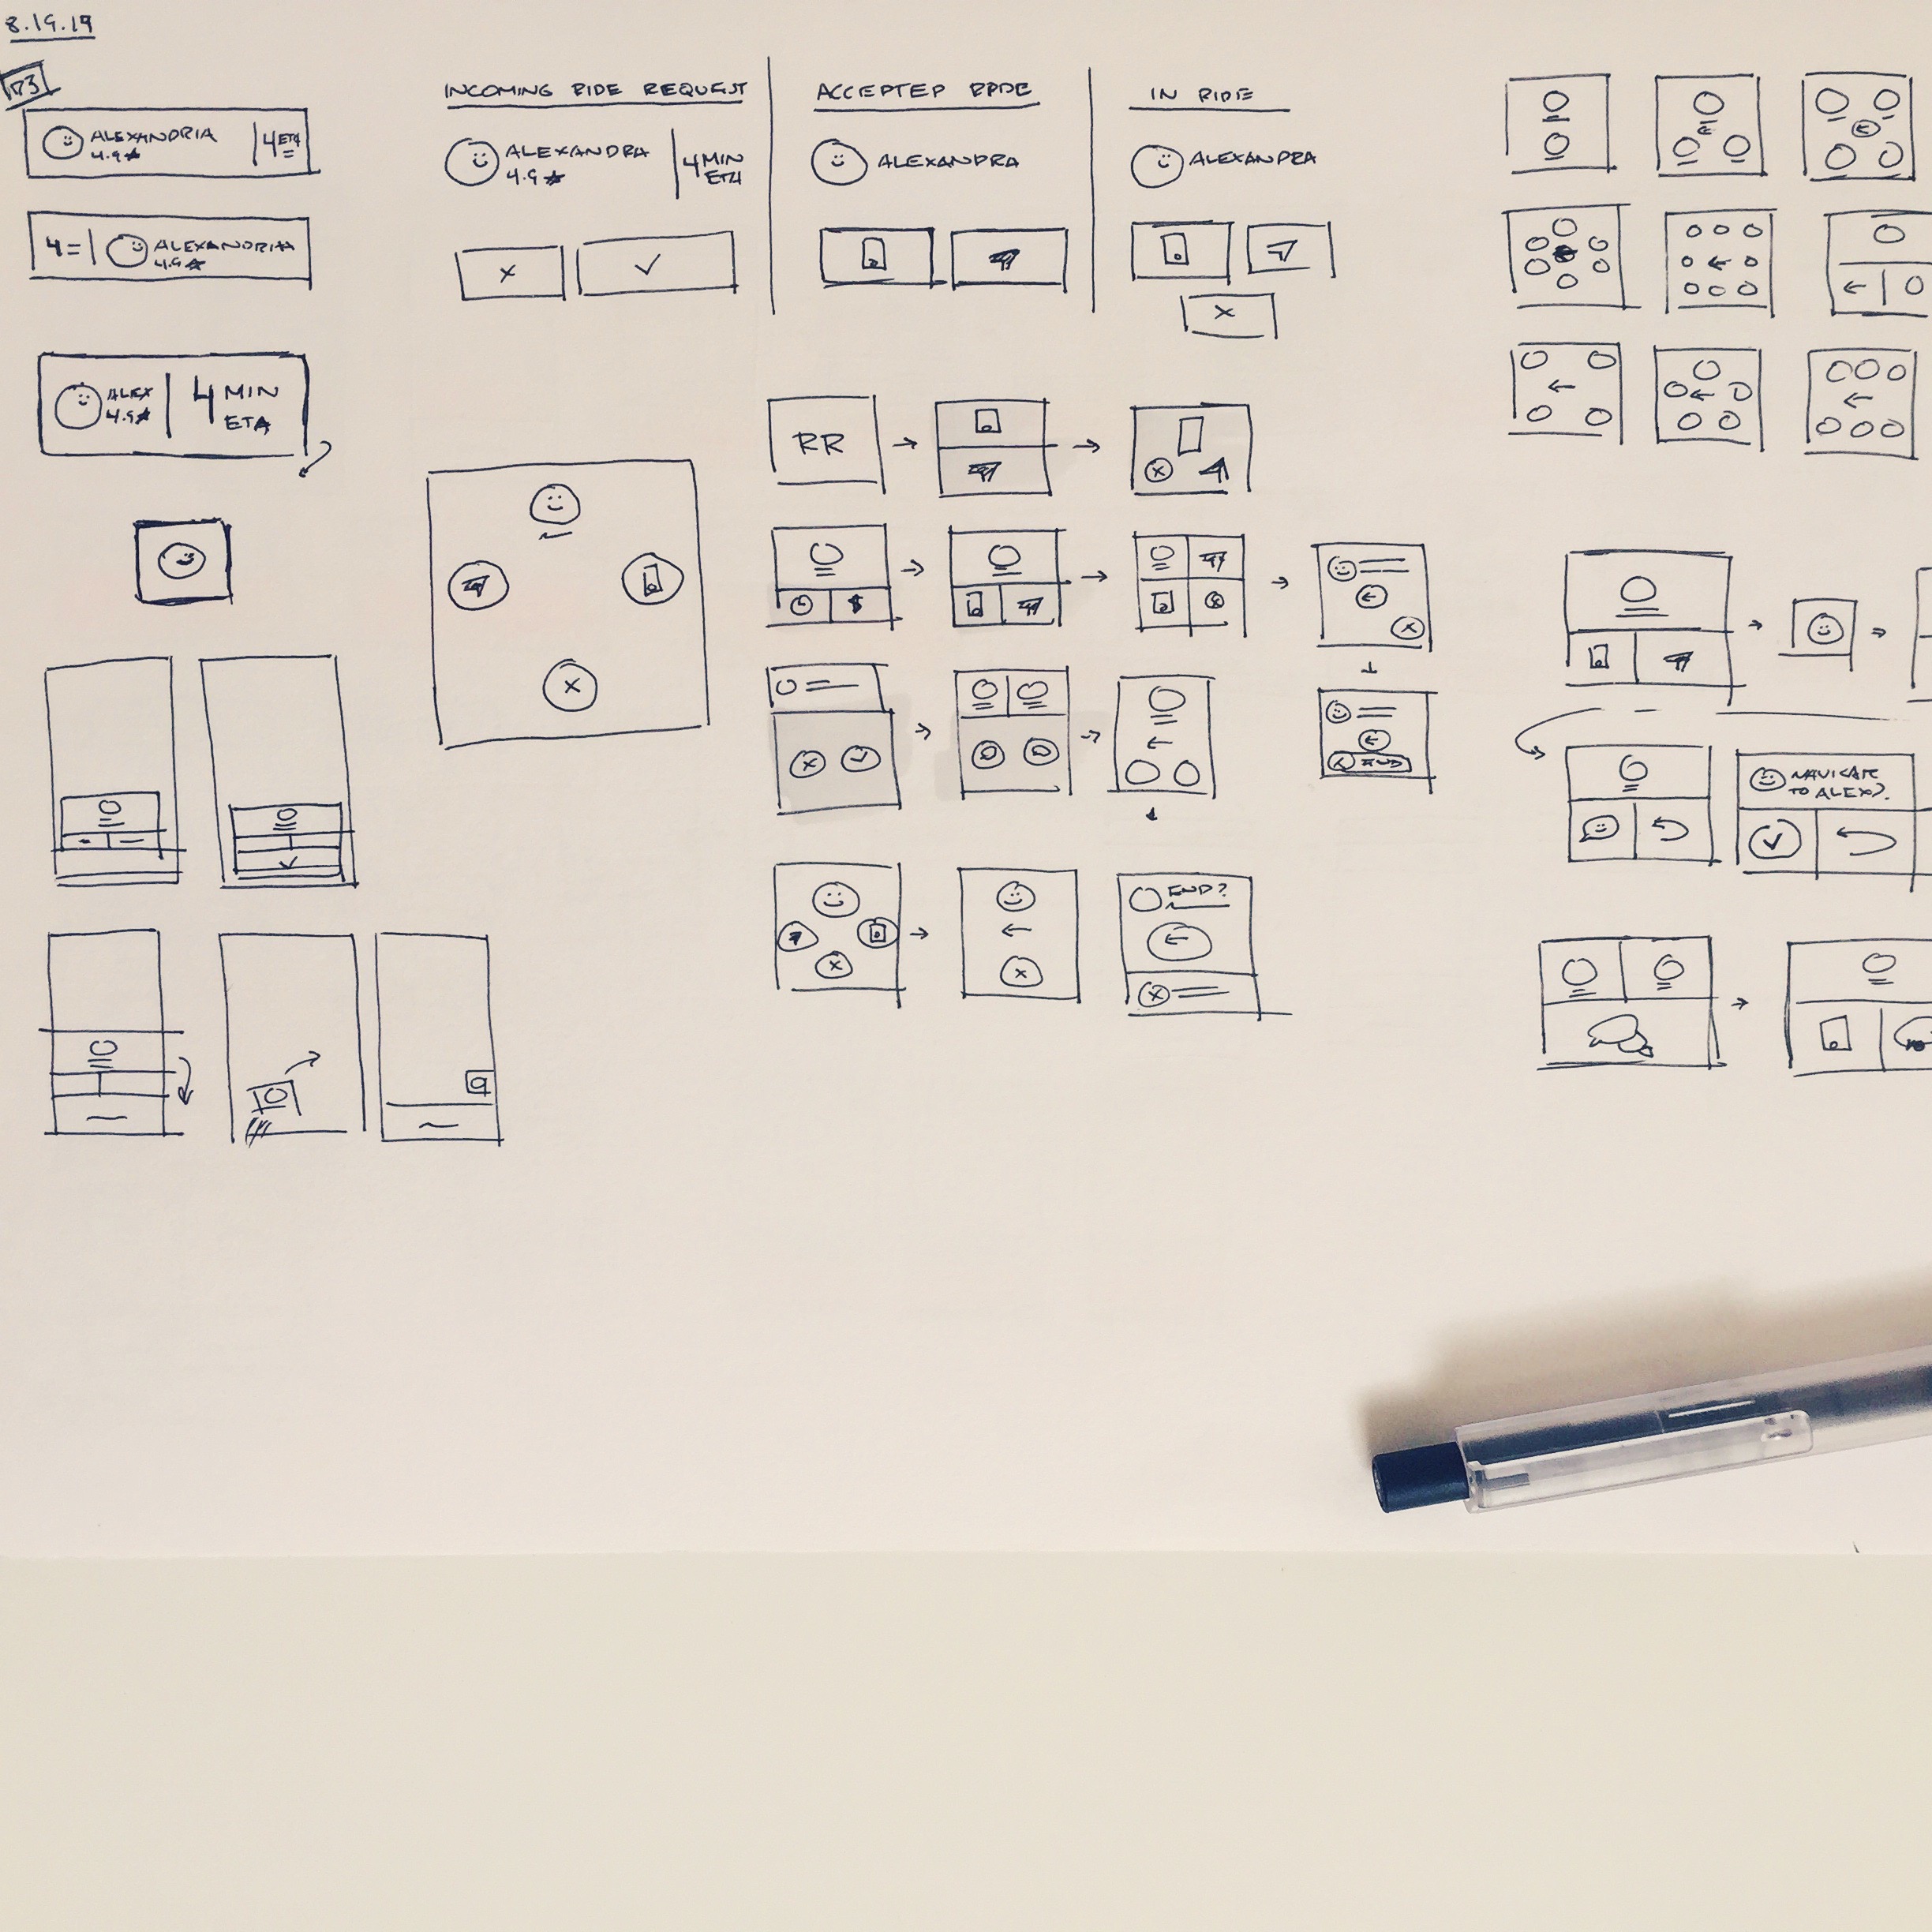 8.19.19
R3
ALEXANDRIA
4.9★
4 ETA
4
ALEXANDRIA
4.9★
ALEX
4.9★
4 MIN
ETA
INCOMING RIDE REQUEST
ALEXANDRA
4.9★
4 MIN
ETA
ACCEPTED RIDE
ALEXANDRA
IN RIDE
ALEXANDRA
RR
$
END
END?
NAVIGATE
TO ALEX?